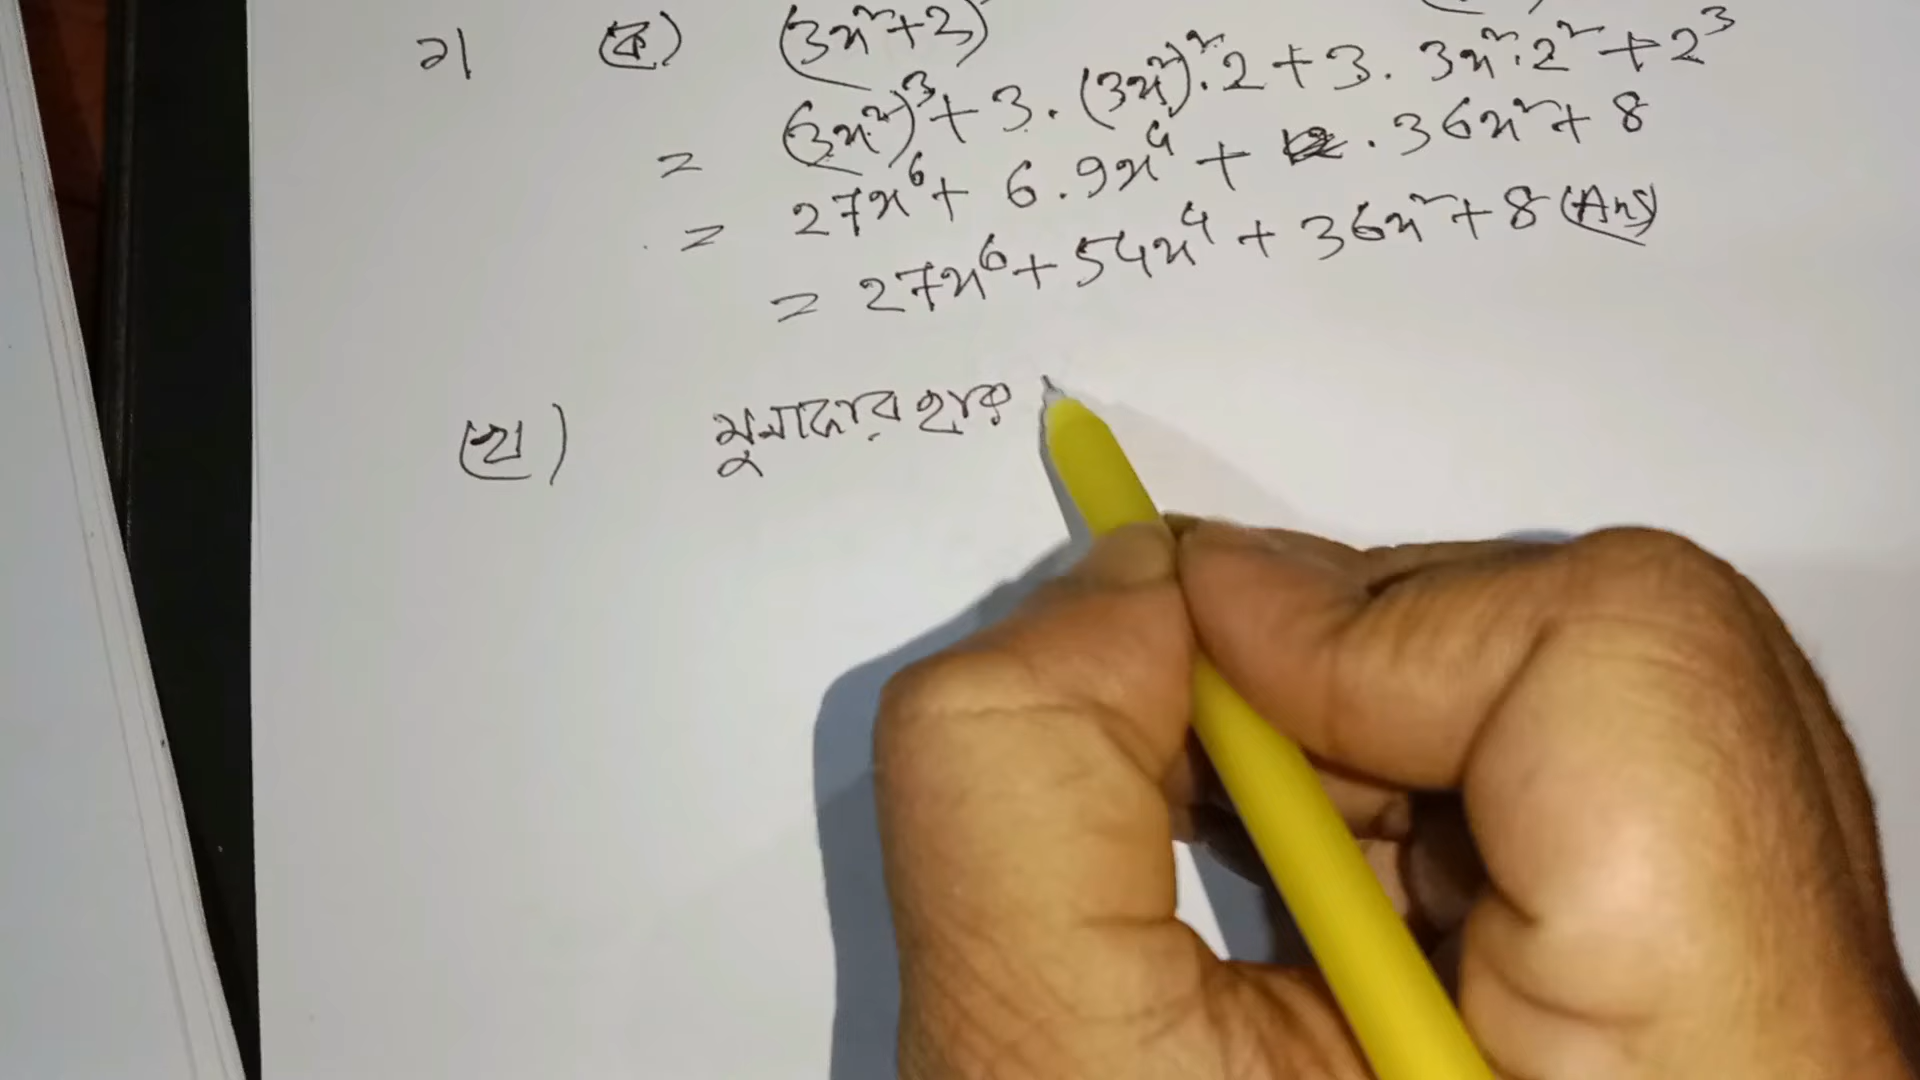 ২। (ক) (3x²+2)
= (3x²)³ + 3. (3x²)².2 + 3. 3x².2² + 2³
= 27x⁶ + 6.9x⁴ + . 36x² + 8
= 27x⁶ + 54x⁴ + 36x² + 8 (Ans)
(খ) মুনাফার হার